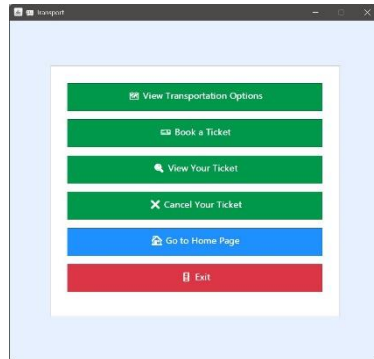 Transport
View Transportation Options
Book a Ticket
View Your Ticket
Cancel Your Ticket
Go to Home Page
Exit